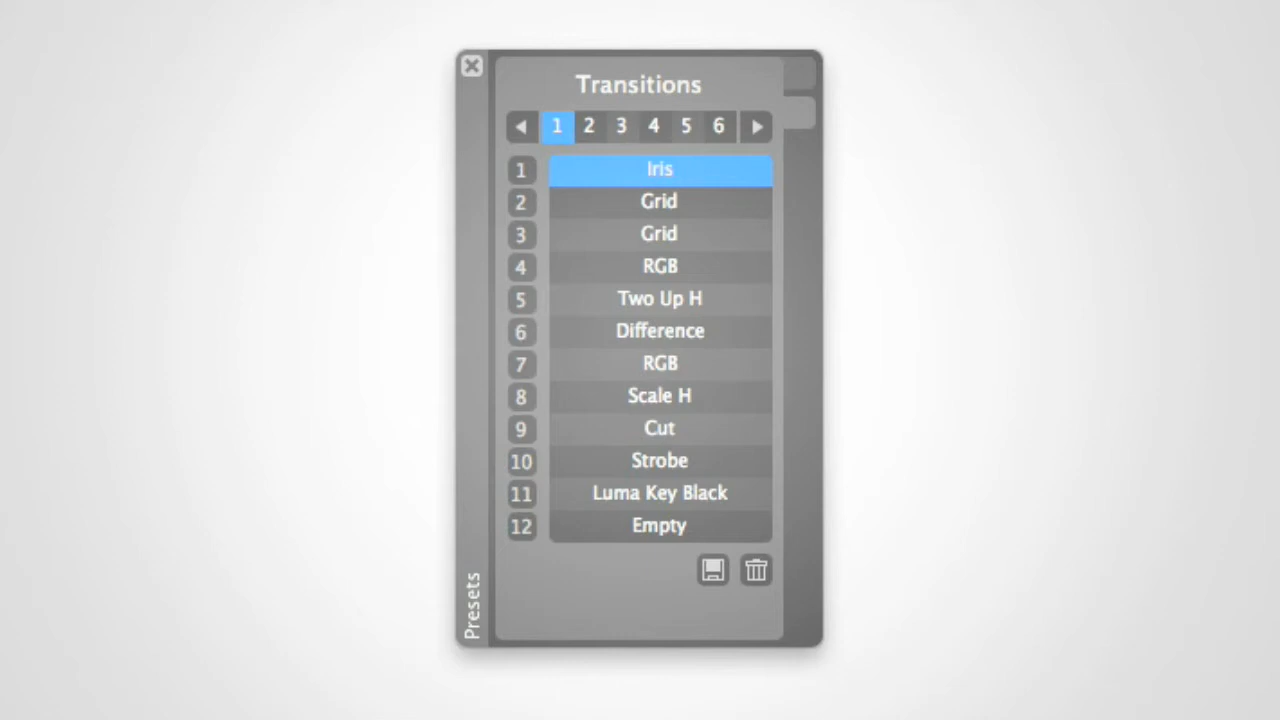 Transitions
1 2 3 4 5 6
1 Iris
2 Grid
3 Grid
4 RGB
5 Two Up H
6 Difference
7 RGB
8 Scale H
9 Cut
10 Strobe
11 Luma Key Black
12 Empty
Presets